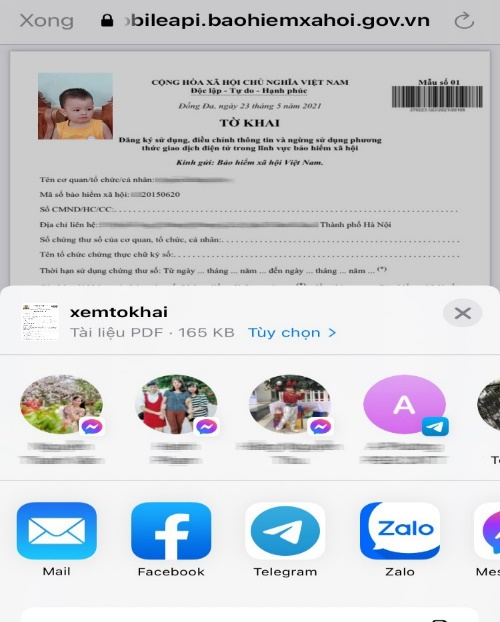 Xong
bileapi.baohiemxahoi.gov.vn
CỘNG HÒA XÃ HỘI CHỦ NGHĨA VIỆT NAM
Độc lập - Tự do - Hạnh phúc
Mẫu số 01
Đống Đa, ngày 23 tháng 5 năm 2021
TỜ KHAI
Đăng ký sử dụng, điều chỉnh thông tin và ngừng sử dụng phương
thức giao dịch điện tử trong lĩnh vực bảo hiểm xã hội
Kính gửi: Bảo hiểm xã hội Việt Nam.
Tên cơ quan/tổ chức/cá nhân:
Mã số bảo hiểm xã hội: 20150620
Số CMND/HC/CC:
Địa chỉ liên hệ: Thành phố Hà Nội
Số chứng thư số của cơ quan, tổ chức, cá nhân:
Tên tổ chức chứng thực chữ ký số:
Thời hạn sử dụng chứng thư số: Từ ngày ... tháng ... năm ... đến ngày ... tháng ... năm ... (*)
xemtokhai
Tài liệu PDF · 165 KB Tùy chọn >
A
Zalo
Mail Facebook Telegram Zalo Mes